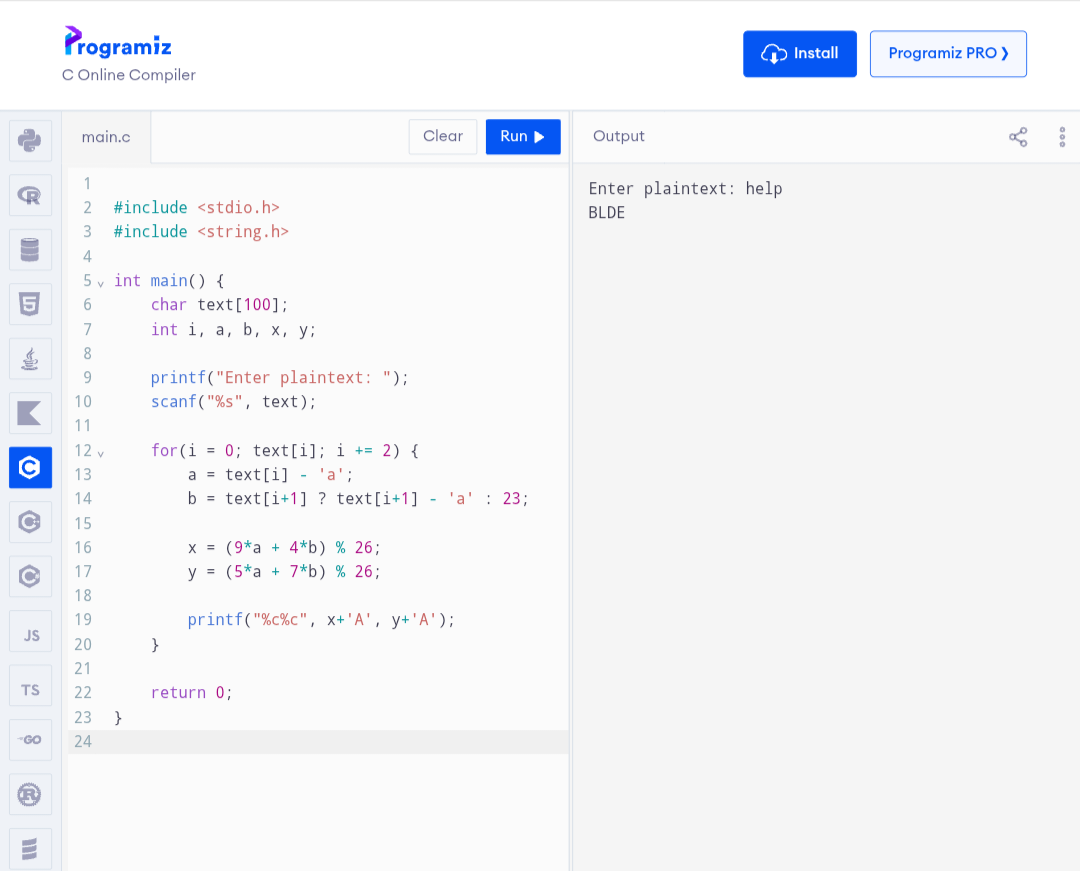 Programiz
C Online Compiler
Install
Programiz PRO ❯
main.c
Clear
Run
Output
1
2 #include <stdio.h>
3 #include <string.h>
4
5 int main() {
6     char text[100];
7     int i, a, b, x, y;
8
9     printf("Enter plaintext: ");
10     scanf("%s", text);
11
12     for(i = 0; text[i]; i += 2) {
13         a = text[i] - 'a';
14         b = text[i+1] ? text[i+1] - 'a' : 23;
15
16         x = (9*a + 4*b) % 26;
17         y = (5*a + 7*b) % 26;
18
19         printf("%c%c", x+'A', y+'A');
20     }
21
22     return 0;
23 }
24
Enter plaintext: help
BLDE
R
5
C
C
C
JS
TS
GO
R